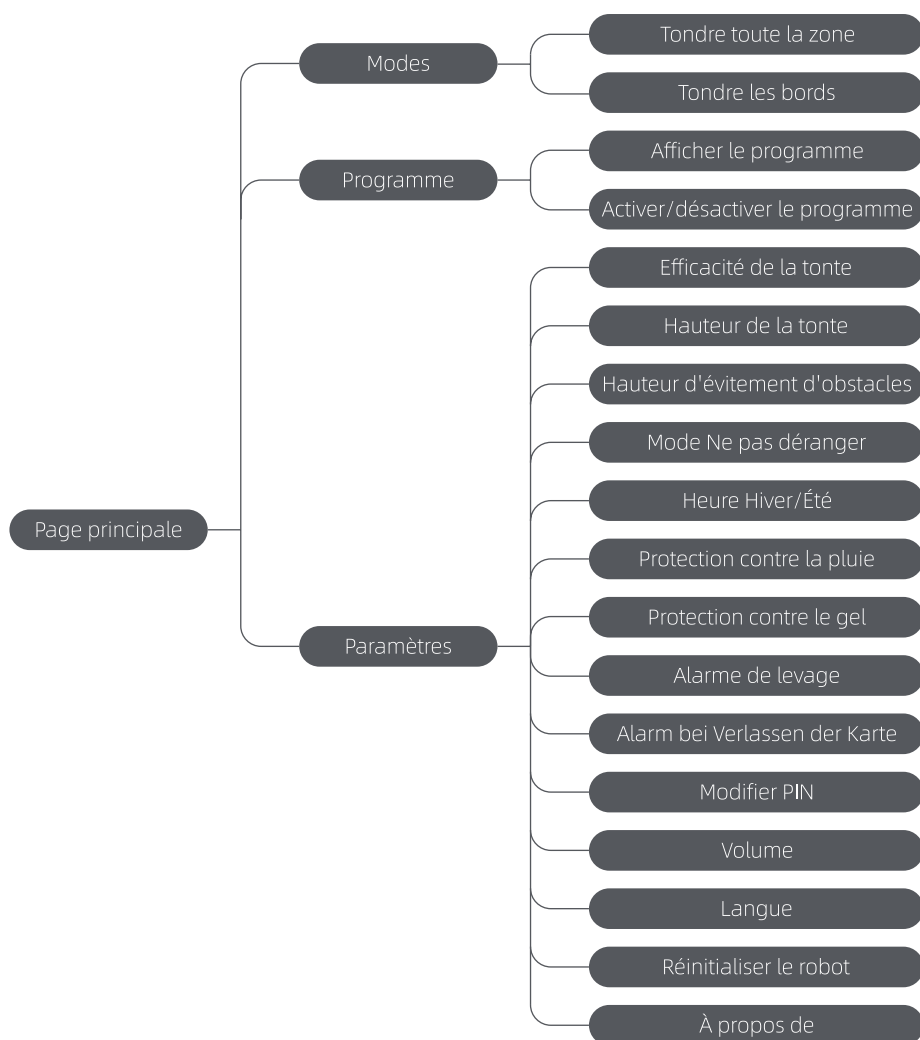 Page principale
Modes
Tondre toute la zone
Tondre les bords
Programme
Afficher le programme
Activer/désactiver le programme
Paramètres
Efficacité de la tonte
Hauteur de la tonte
Hauteur d'évitement d'obstacles
Mode Ne pas déranger
Heure Hiver/Été
Protection contre la pluie
Protection contre le gel
Alarme de levage
Alarm bei Verlassen der Karte
Modifier PIN
Volume
Langue
Réinitialiser le robot
À propos de